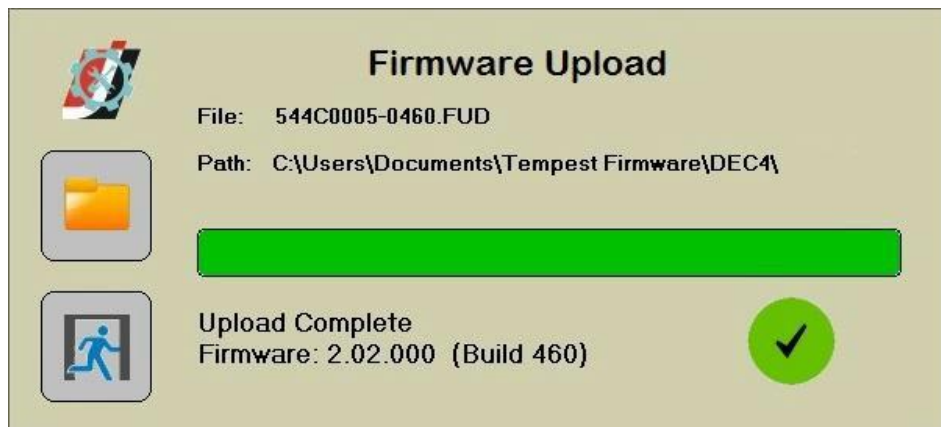 Firmware Upload
File: 544C0005-0460.FUD
Path: C:\Users\Documents\Tempest Firmware\DEC4\
Upload Complete
Firmware: 2.02.000 (Build 460)